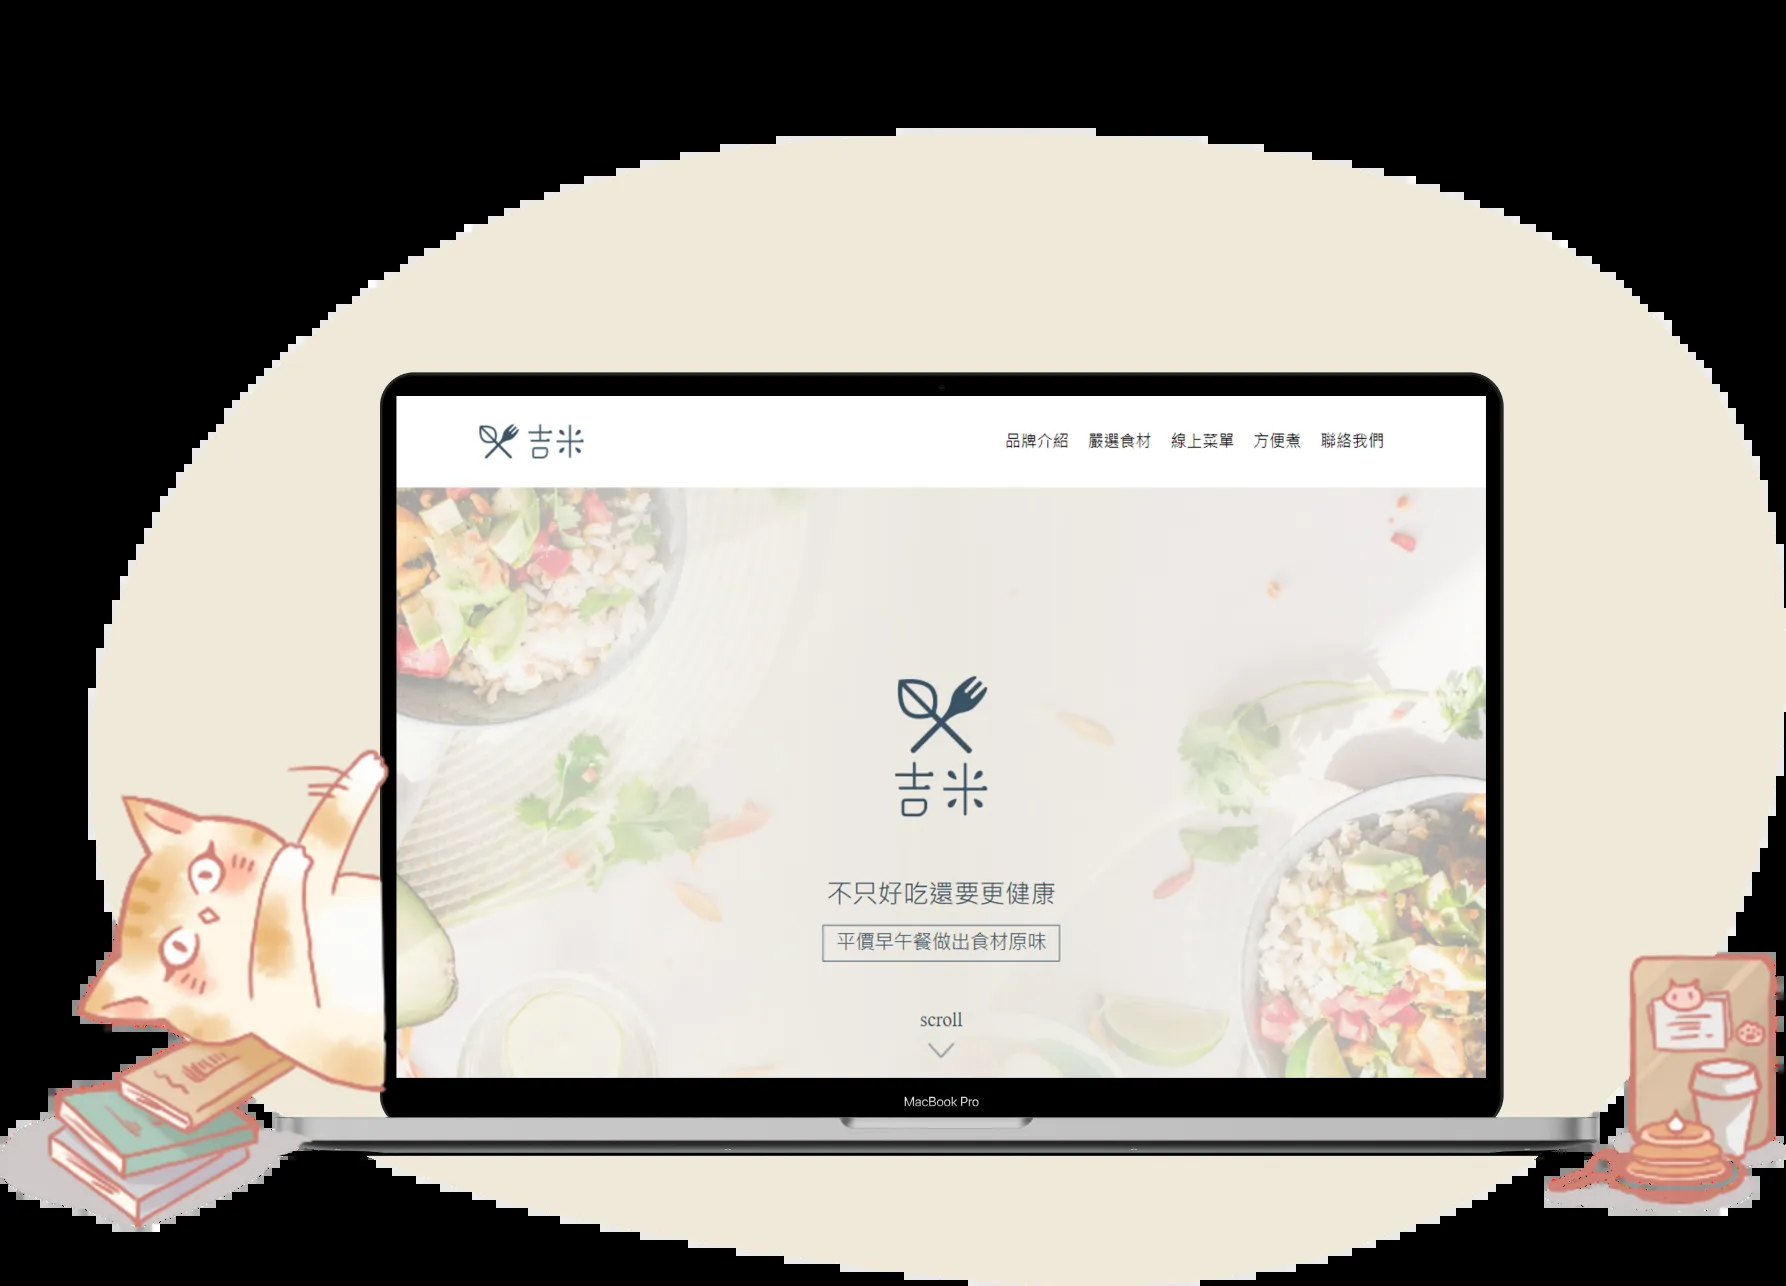 吉米
品牌介紹 嚴選食材 線上菜單 方便煮 聯絡我們
吉米
不只好吃還要更健康
平價早午餐做出食材原味
scroll
MacBook Pro